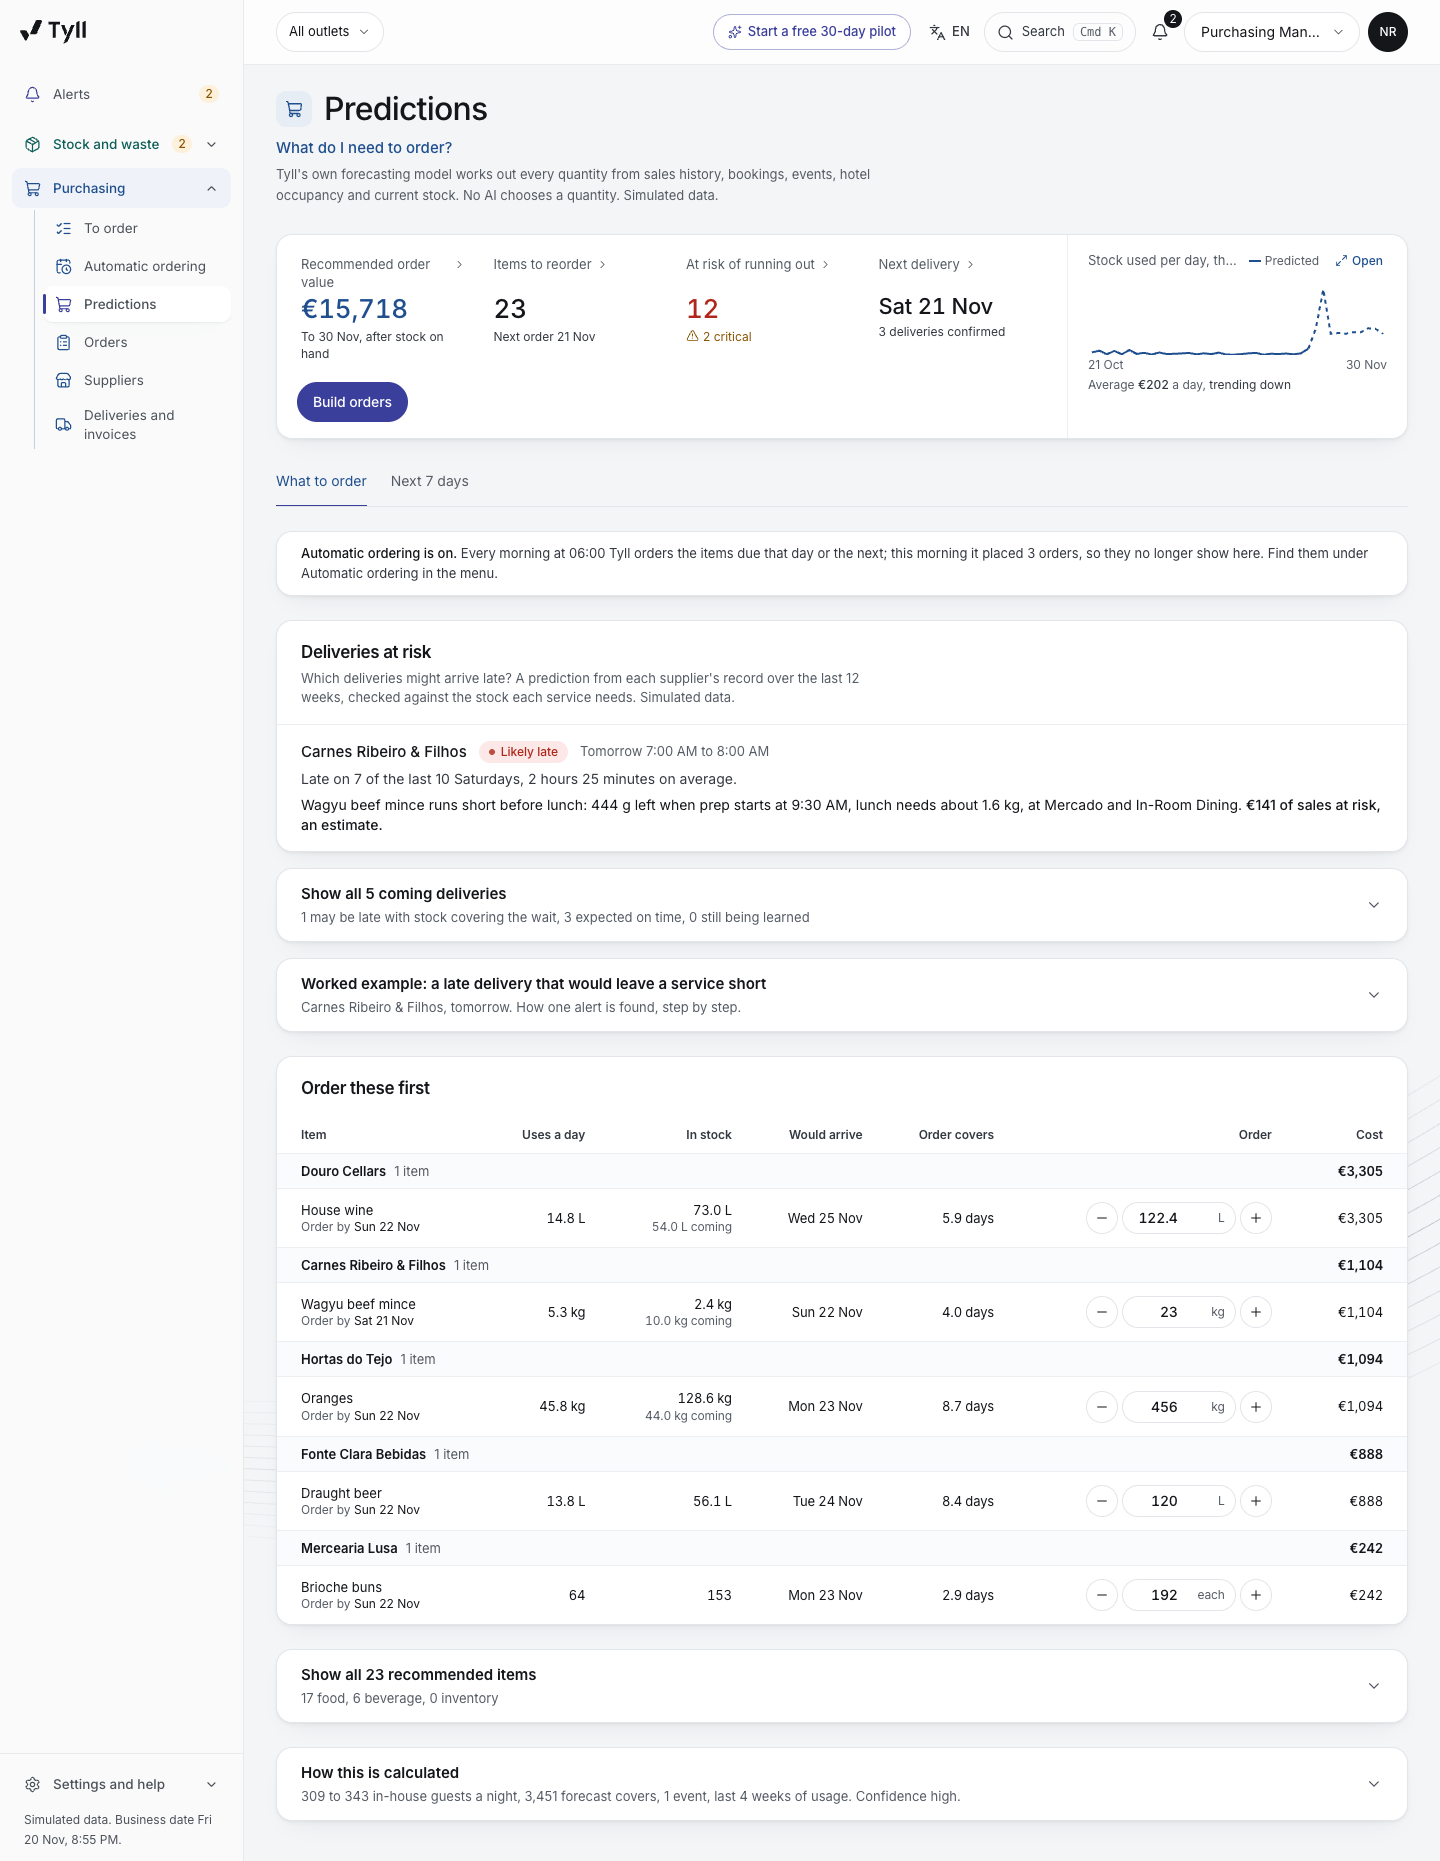 Tyll
All outlets
Start a free 30-day pilot
EN
Search
Cmd K
2
Purchasing Man...
NR
Alerts
2
Stock and waste
2
Purchasing
To order
Automatic ordering
Predictions
Orders
Suppliers
Deliveries and
invoices
Settings and help
Simulated data. Business date Fri
20 Nov, 8:55 PM.
Predictions
What do I need to order?
Tyll's own forecasting model works out every quantity from sales history, bookings, events, hotel
occupancy and current stock. No AI chooses a quantity. Simulated data.
Recommended order
value
€15,718
To 30 Nov, after stock on
hand
Items to reorder
23
Next order 21 Nov
At risk of running out
12
2 critical
Next delivery
Sat 21 Nov
3 deliveries confirmed
Build orders
Stock used per day, th...
Predicted
Open
21 Oct
30 Nov
Average €202 a day, trending down
What to order
Next 7 days
Automatic ordering is on. Every morning at 06:00 Tyll orders the items due that day or the next; this morning it placed 3 orders, so they no longer show here. Find them under
Automatic ordering in the menu.
Deliveries at risk
Which deliveries might arrive late? A prediction from each supplier's record over the last 12
weeks, checked against the stock each service needs. Simulated data.
Carnes Ribeiro & Filhos
Likely late
Tomorrow 7:00 AM to 8:00 AM
Late on 7 of the last 10 Saturdays, 2 hours 25 minutes on average.
Wagyu beef mince runs short before lunch: 444 g left when prep starts at 9:30 AM, lunch needs about 1.6 kg, at Mercado and In-Room Dining. €141 of sales at risk,
an estimate.
Show all 5 coming deliveries
1 may be late with stock covering the wait, 3 expected on time, 0 still being learned
Worked example: a late delivery that would leave a service short
Carnes Ribeiro & Filhos, tomorrow. How one alert is found, step by step.
Order these first
Item Uses a day In stock Would arrive Order covers Order Cost
Douro Cellars 1 item €3,305
House wine 14.8 L 73.0 L Wed 25 Nov 5.9 days 122.4 L €3,305
Order by Sun 22 Nov 54.0 L coming
Carnes Ribeiro & Filhos 1 item €1,104
Wagyu beef mince 5.3 kg 2.4 kg Sun 22 Nov 4.0 days 23 kg €1,104
Order by Sat 21 Nov 10.0 kg coming
Hortas do Tejo 1 item €1,094
Oranges 45.8 kg 128.6 kg Mon 23 Nov 8.7 days 456 kg €1,094
Order by Sun 22 Nov 44.0 kg coming
Fonte Clara Bebidas 1 item €888
Draught beer 13.8 L 56.1 L Tue 24 Nov 8.4 days 120 L €888
Order by Sun 22 Nov
Mercearia Lusa 1 item €242
Brioche buns 64 153 Mon 23 Nov 2.9 days 192 each €242
Order by Sun 22 Nov
Show all 23 recommended items
17 food, 6 beverage, 0 inventory
How this is calculated
309 to 343 in-house guests a night, 3,451 forecast covers, 1 event, last 4 weeks of usage. Confidence high.